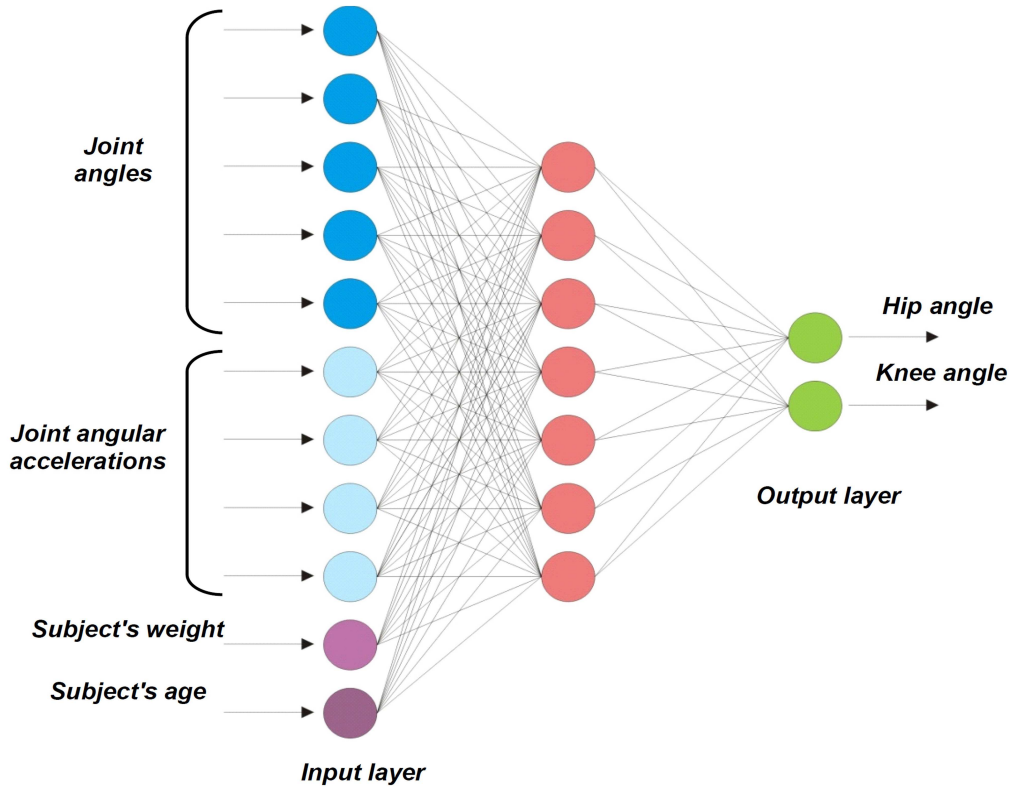 Joint
angles
Joint angular
accelerations
Subject's weight
Subject's age
Input layer
Hip angle
Knee angle
Output layer